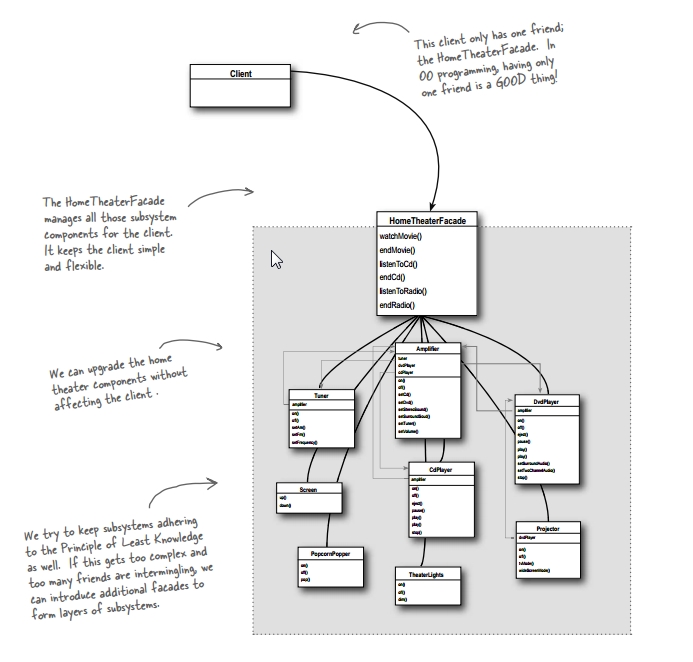 This client only has one friend;
the HomeTheaterFacade. In
OO programming, having only
one friend is a GOOD thing!
Client
The HomeTheaterFacade
manages all those subsystem
components for the client.
It keeps the client simple
and flexible.
HomeTheaterFacade
watchMovie()
endMovie()
listenToCd()
endCd()
listenToRadio()
endRadio()
We can upgrade the home
theater components without
affecting the client .
Amplifier
tuner
dvdPlayer
cdPlayer
on()
off()
setCd()
setDvd()
setStereoSound()
setSurroundSound()
setTuner()
setVolume()
Tuner
amplifier
on()
off()
setAm()
setFm()
setFrequency()
DvdPlayer
amplifier
on()
off()
eject()
pause()
play()
play()
setSurroundAudio()
setTwoChannelAudio()
stop()
Screen
up()
down()
CdPlayer
amplifier
on()
off()
eject()
pause()
play()
play()
stop()
We try to keep subsystems adhering
to the Principle of Least Knowledge
as well. If this gets too complex and
too many friends are intermingling, we
can introduce additional facades to
form layers of subsystems.
PopcornPopper
on()
off()
pop()
TheaterLights
on()
off()
dim()
Projector
dvdPlayer
on()
off()
tvMode()
wideScreenMode()